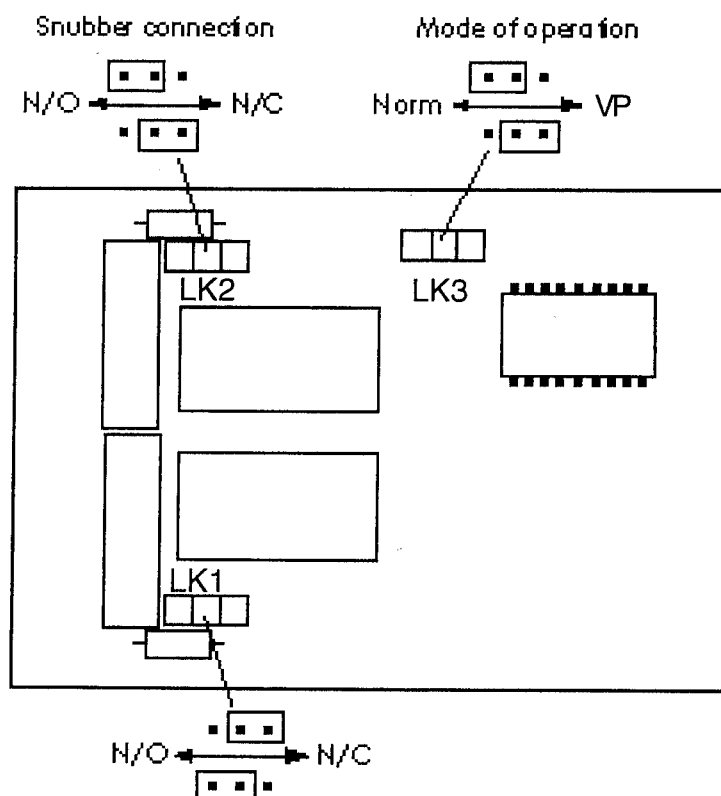 Snubber connection
Mode of operation
N/O N/C
Norm VP
LK2
LK3
LK1
N/O N/C